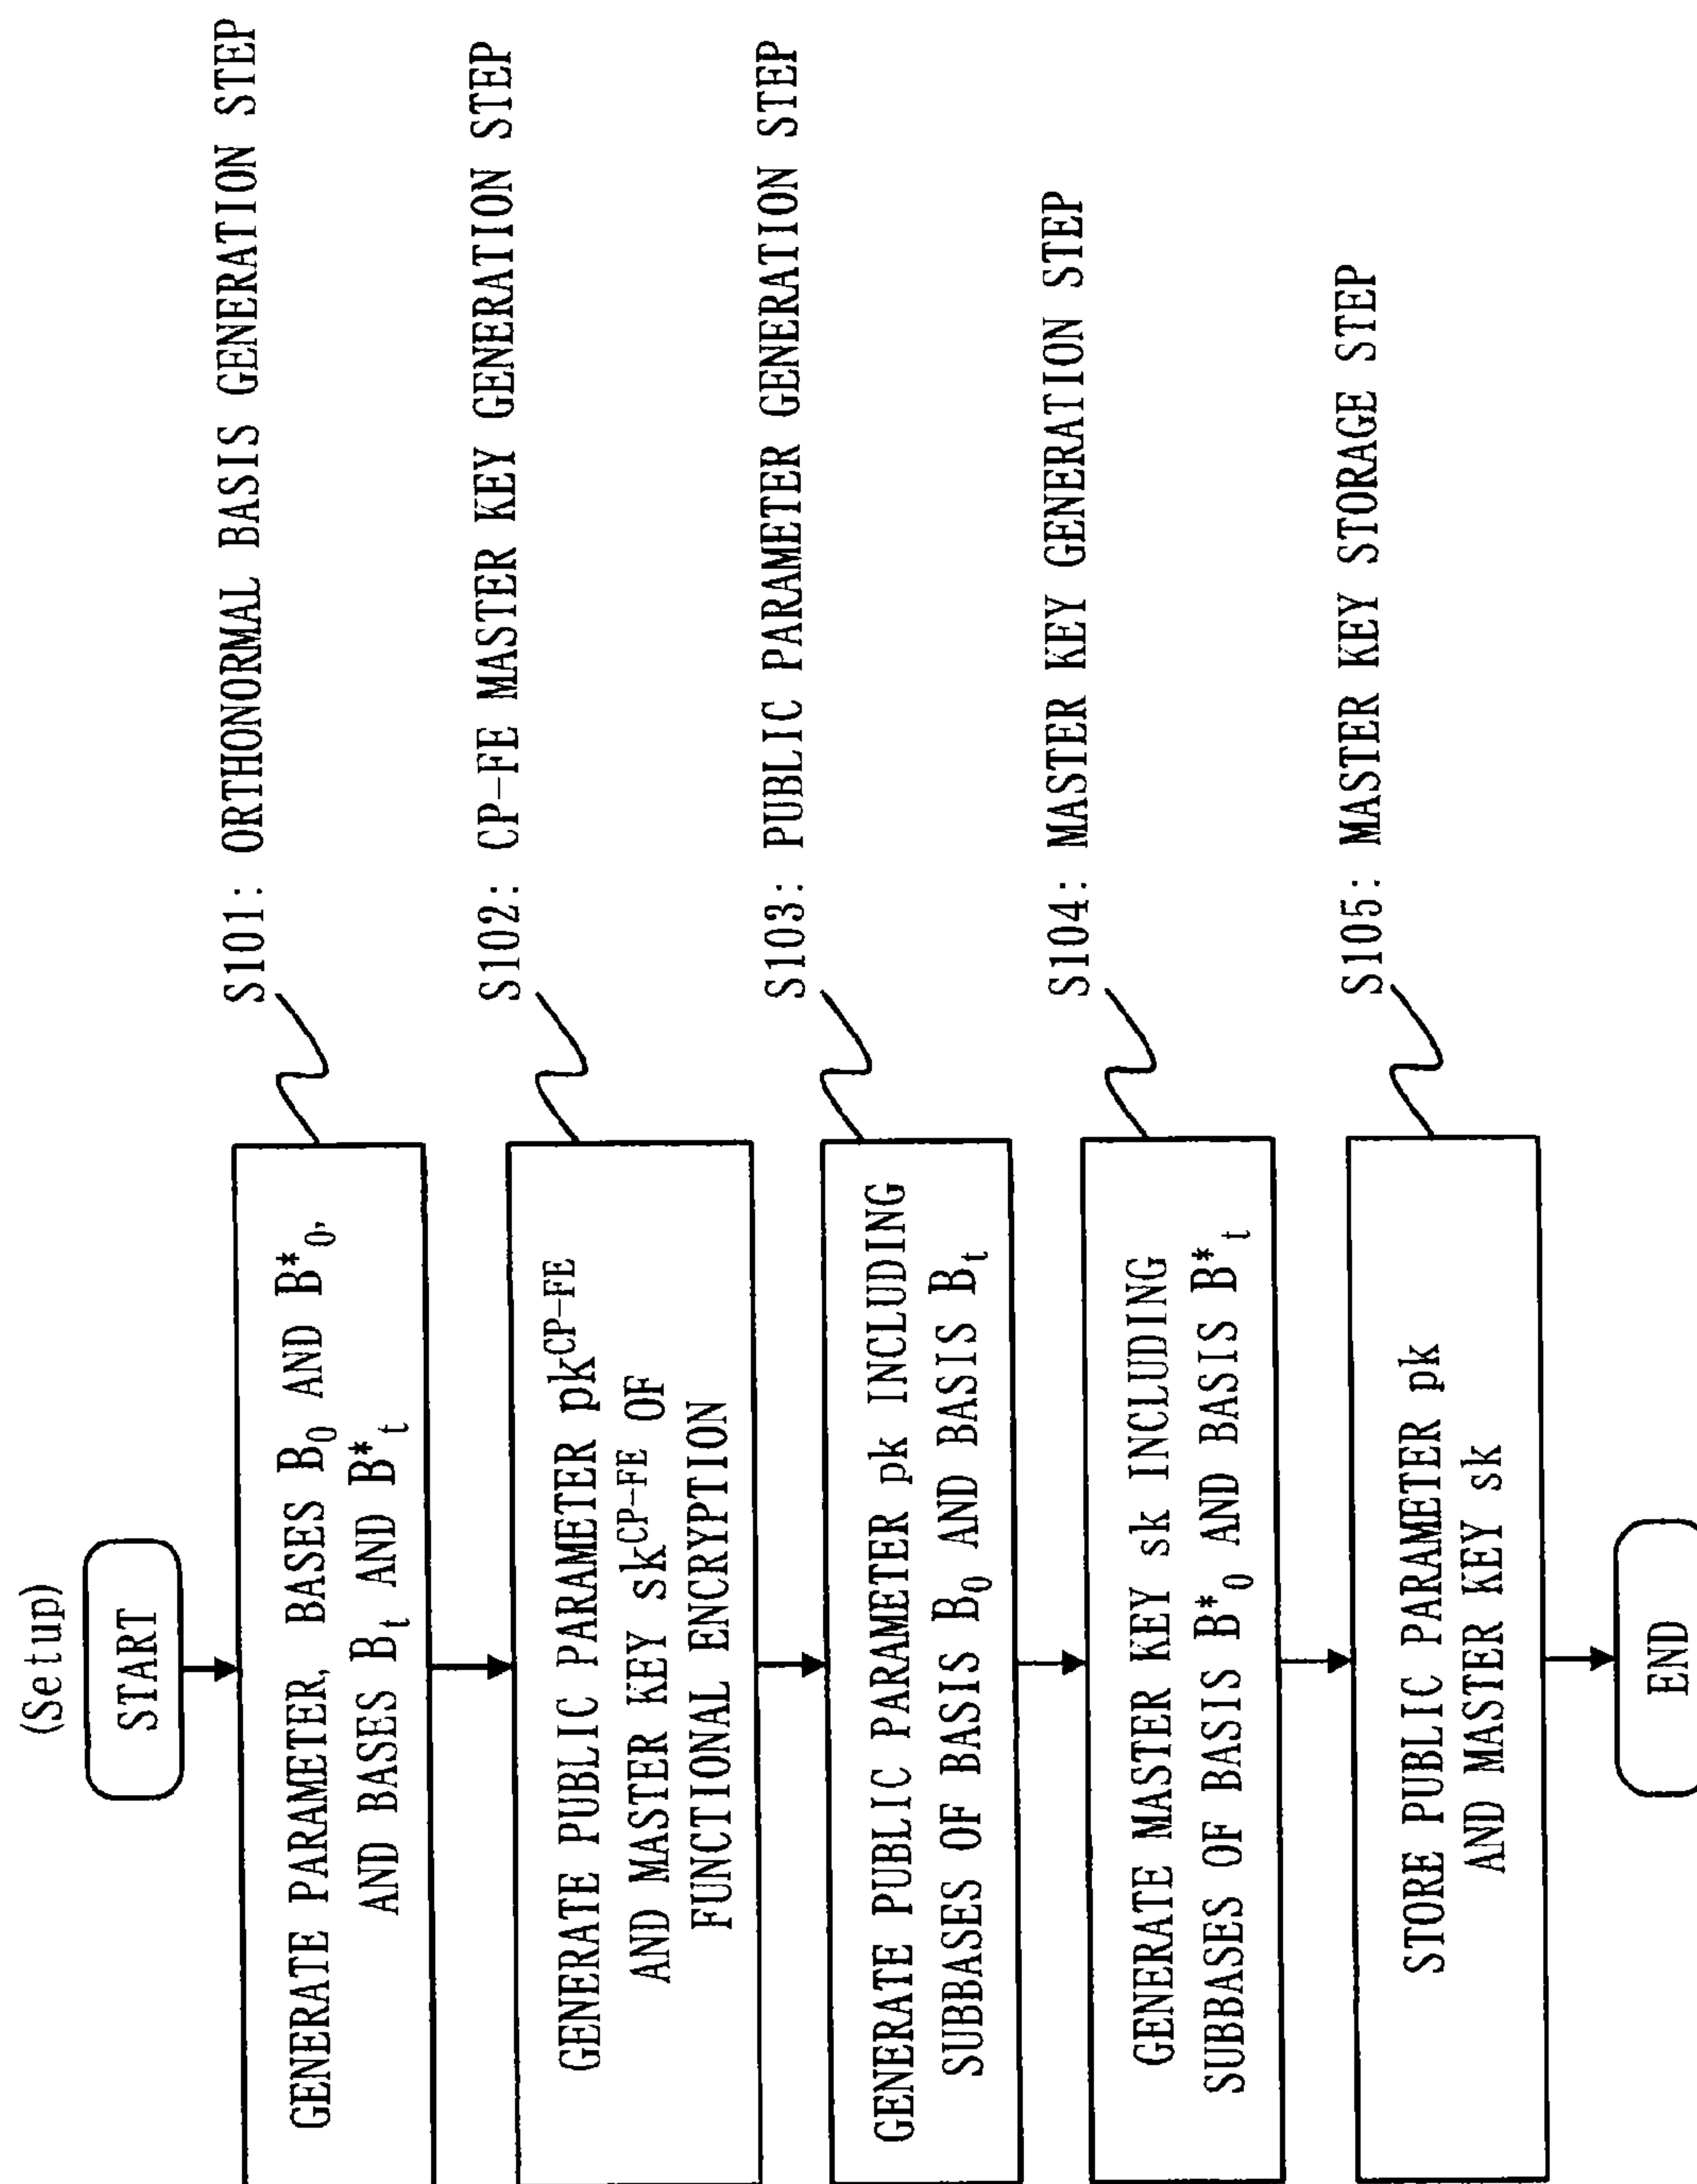 (Setup)
START
GENERATE PARAMETER, BASES B₀ AND B*₀,
AND BASES Bₜ AND B*ₜ
S101: ORTHONORMAL BASIS GENERATION STEP
GENERATE PUBLIC PARAMETER pk^CP-FE
AND MASTER KEY sk^CP-FE OF
FUNCTIONAL ENCRYPTION
S102: CP-FE MASTER KEY GENERATION STEP
GENERATE PUBLIC PARAMETER pk INCLUDING
SUBBASES OF BASIS B₀ AND BASIS Bₜ
S103: PUBLIC PARAMETER GENERATION STEP
GENERATE MASTER KEY sk INCLUDING
SUBBASES OF BASIS B*₀ AND BASIS B*ₜ
S104: MASTER KEY GENERATION STEP
STORE PUBLIC PARAMETER pk
AND MASTER KEY sk
S105: MASTER KEY STORAGE STEP
END